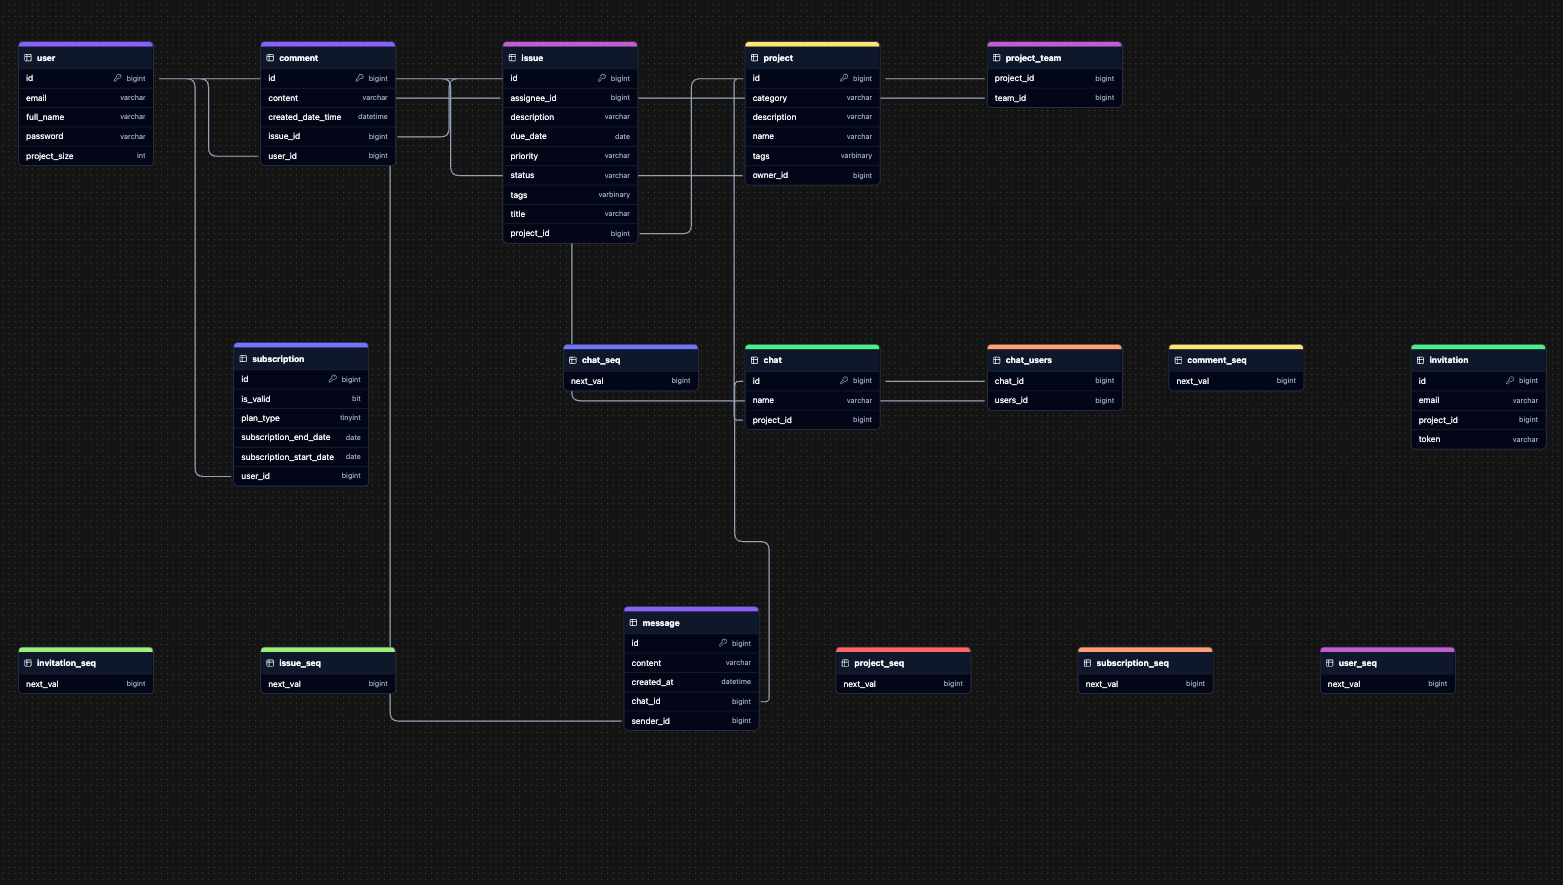 user
id bigint
email varchar
full_name varchar
password varchar
project_size int
comment
id bigint
content varchar
created_date_time datetime
issue_id bigint
user_id bigint
issue
id bigint
assignee_id bigint
description varchar
due_date date
priority varchar
status varchar
tags varbinary
title varchar
project_id bigint
project
id bigint
category varchar
description varchar
name varchar
tags varbinary
owner_id bigint
project_team
project_id bigint
team_id bigint
subscription
id bigint
is_valid bit
plan_type tinyint
subscription_end_date date
subscription_start_date date
user_id bigint
chat_seq
next_val bigint
chat
id bigint
name varchar
project_id bigint
chat_users
chat_id bigint
users_id bigint
comment_seq
next_val bigint
invitation
id bigint
email varchar
project_id bigint
token varchar
invitation_seq
next_val bigint
issue_seq
next_val bigint
message
id bigint
content varchar
created_at datetime
chat_id bigint
sender_id bigint
project_seq
next_val bigint
subscription_seq
next_val bigint
user_seq
next_val bigint